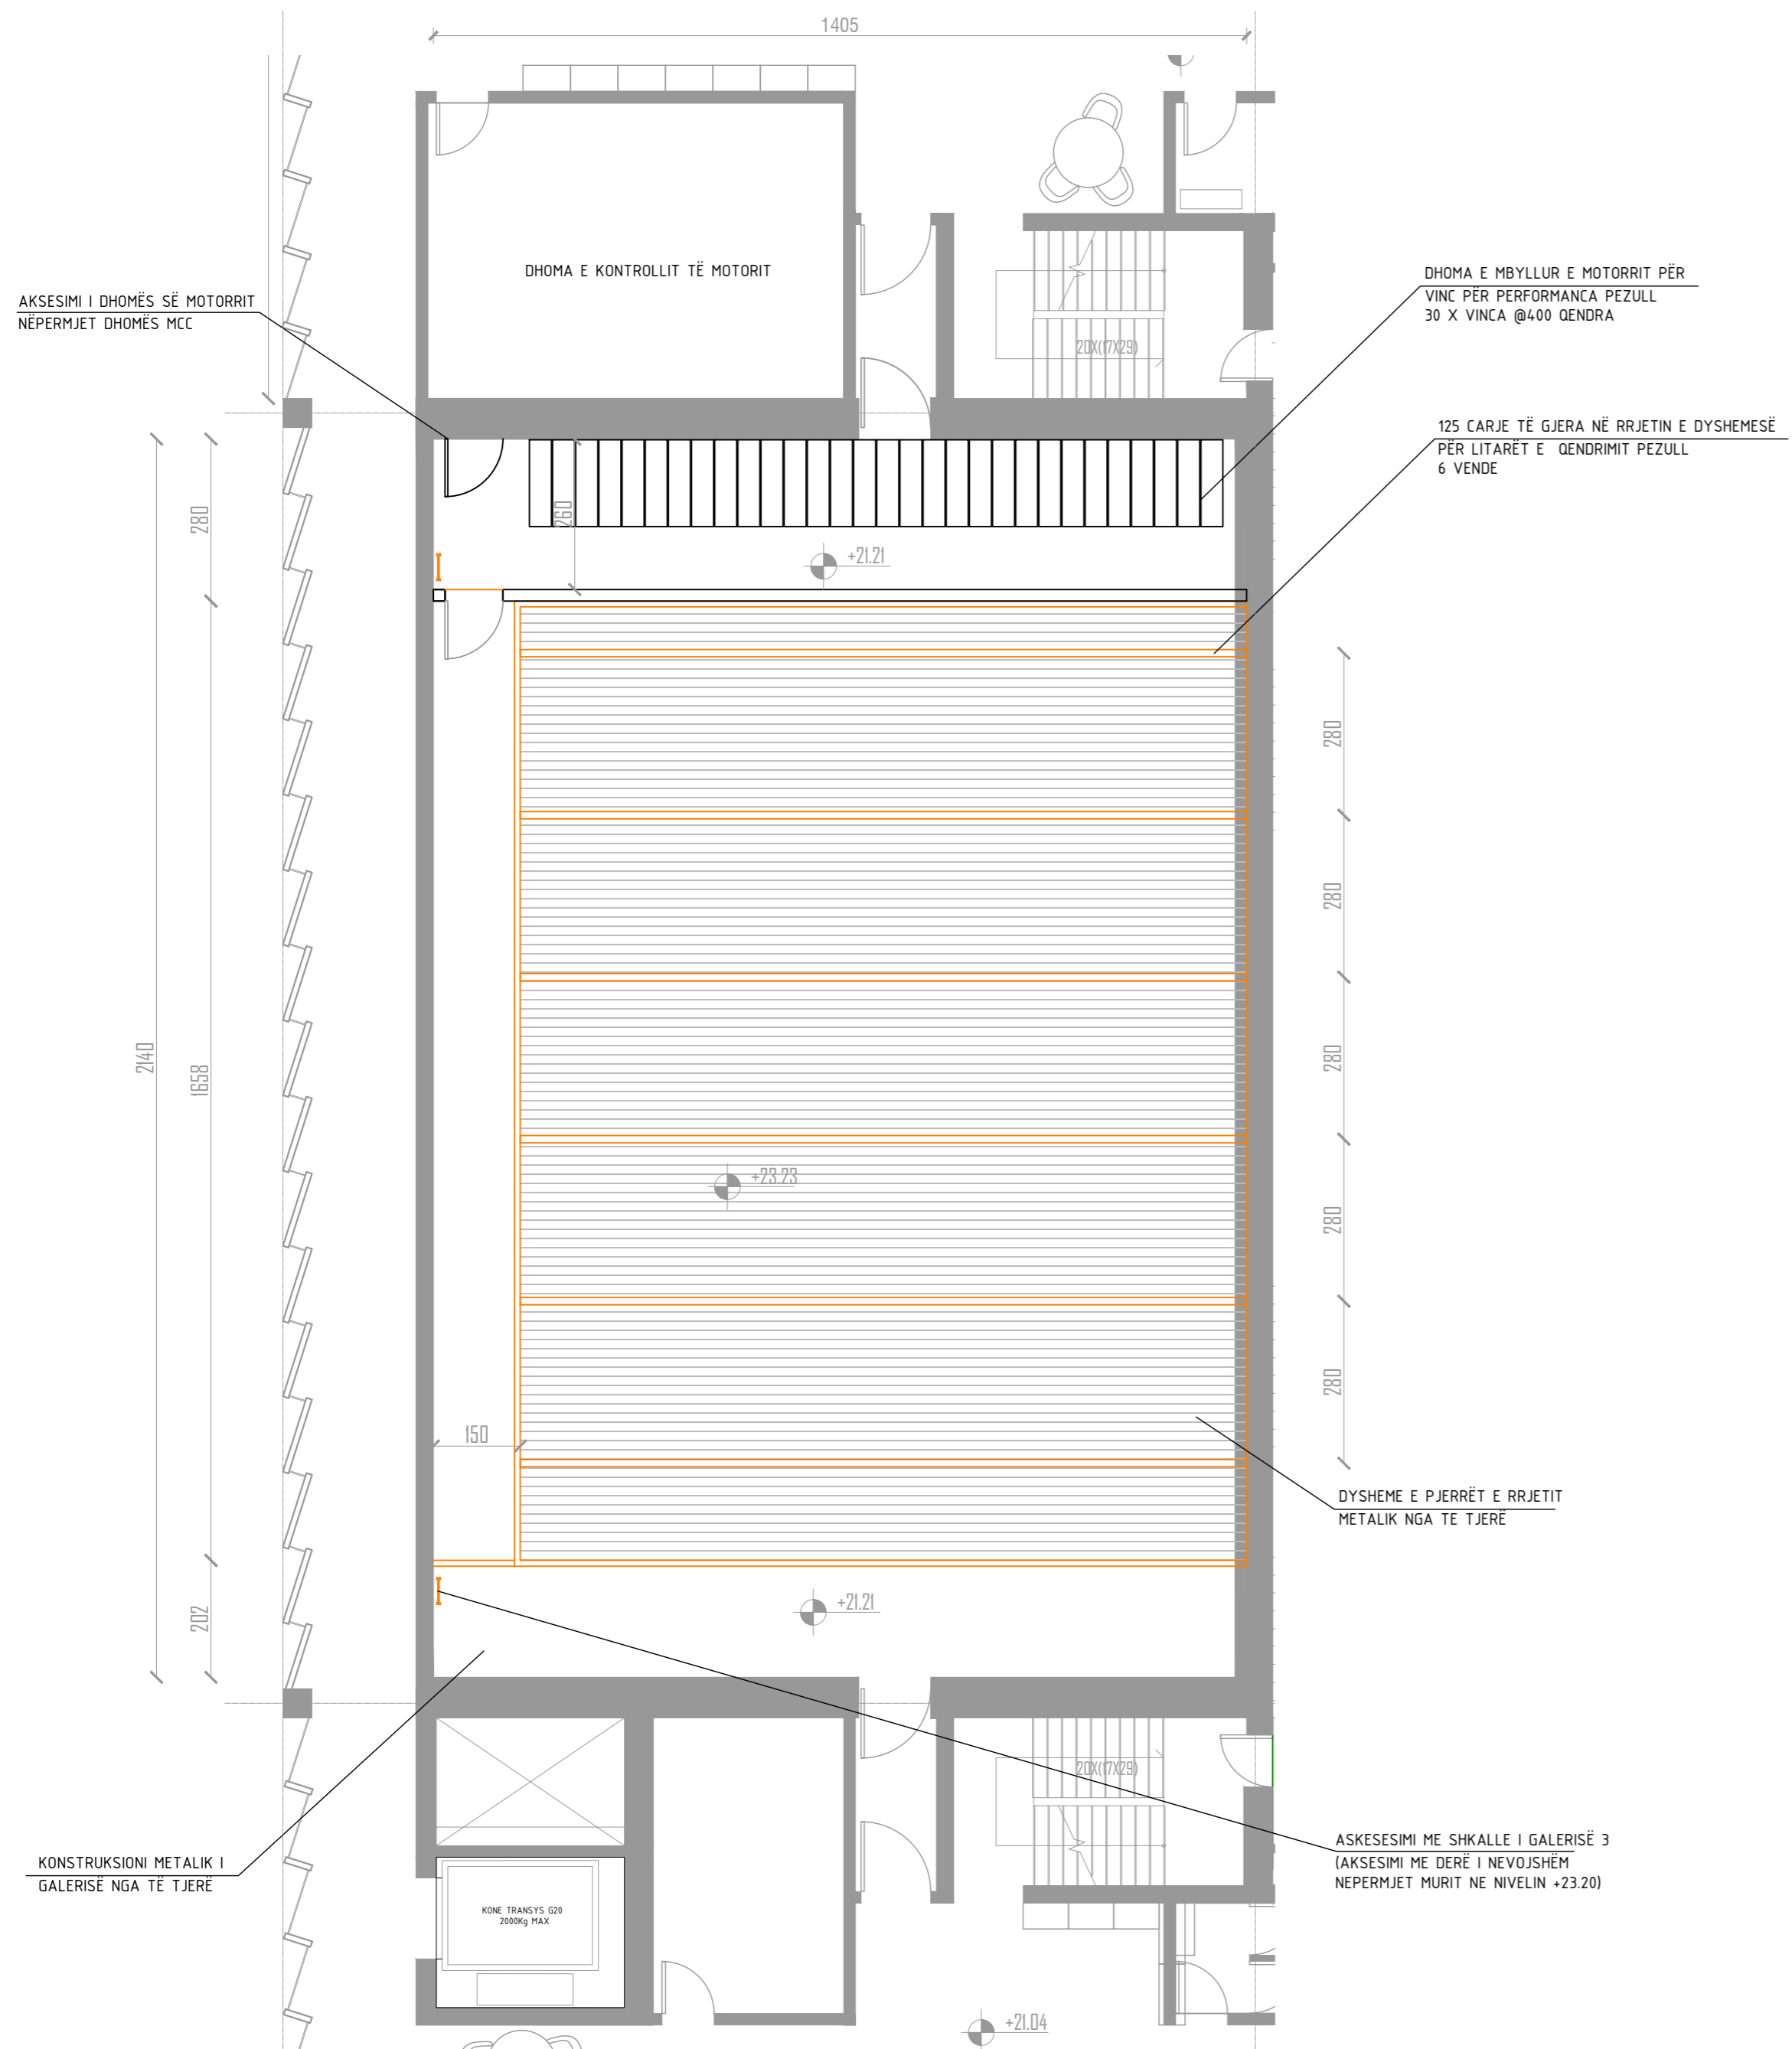 1405
DHOMA E KONTROLLIT TË MOTORIT
AKSESIMI I DHOMËS SË MOTORRIT
NËPERMJET DHOMËS MCC
DHOMA E MBYLLUR E MOTORRIT PËR
VINC PËR PERFORMANCA PEZULL
30 X VINCA @400 QENDRA
20X(17X29)
125 CARJE TË GJERA NË RRJETIN E DYSHEMESË
PËR LITARËT E QENDRIMIT PEZULL
6 VENDE
280
260
+21.21
280
280
2140
1658
280
+23.23
280
280
150
DYSHEME E PJERRËT E RRJETIT
METALIK NGA TE TJERË
202
+21.21
20X(17X29)
KONSTRUKSIONI METALIK I
GALERISË NGA TË TJERË
ASKESESIMI ME SHKALLE I GALERISË 3
(AKSESIMI ME DERË I NEVOJSHËM
NEPERMJET MURIT NE NIVELIN +23.20)
KONE TRANSYS G20
2000Kg MAX
+21.04